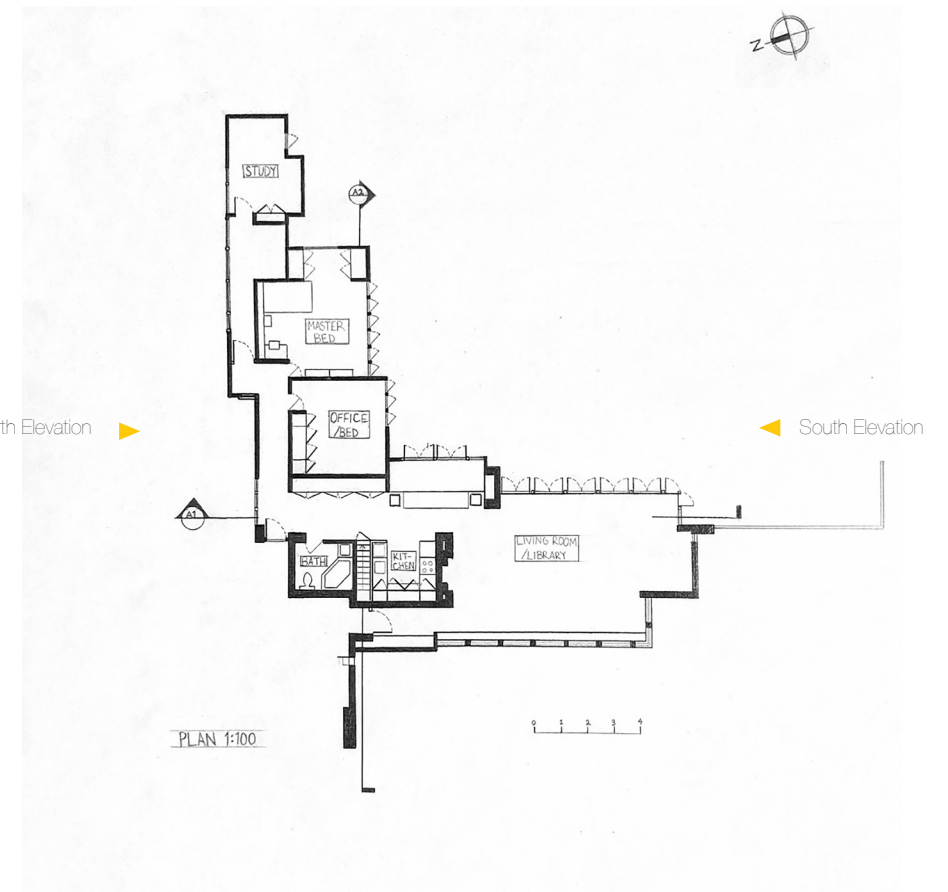 N
STUDY
A2
MASTER
BED
OFFICE
/BED
th Elevation
South Elevation
A1
LIVING ROOM
/LIBRARY
BATH
KIT-
CHEN
0 1 2 3 4
PLAN 1:100